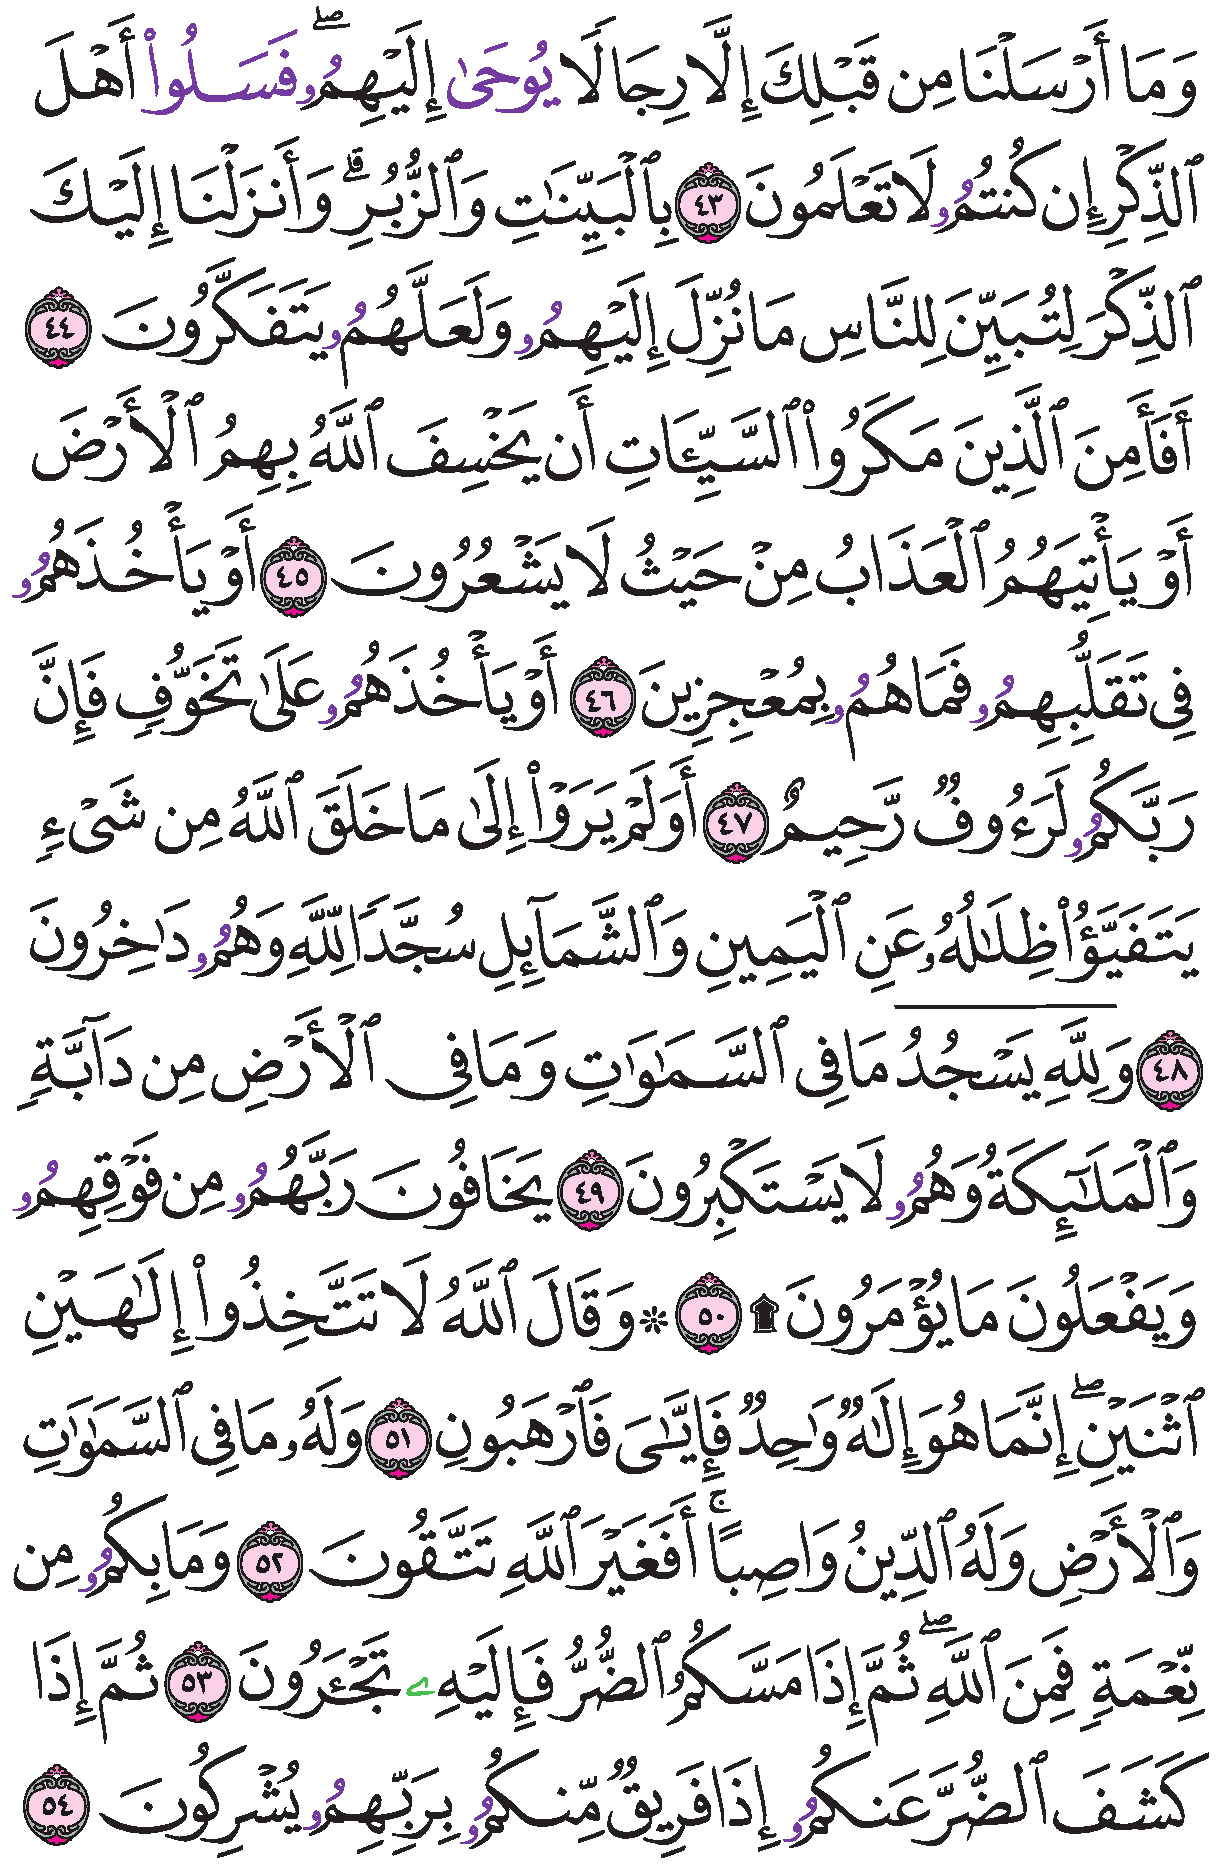 وَمَا أَرْسَلْنَا مِن قَبْلِكَ إِلَّا رِجَالًا يُوحَىٰ إِلَيْهِمُۥ ۖ فَسَلُوا۟ أَهْلَ
ٱلذِّكْرِ إِن كُنتُمُۥ لَا تَعْلَمُونَ ٤٣ بِٱلْبَيِّنَٰتِ وَٱلزُّبُرِ ۗ وَأَنزَلْنَا إِلَيْكَ
ٱلذِّكْرَ لِتُبَيِّنَ لِلنَّاسِ مَا نُزِّلَ إِلَيْهِمُۥ وَلَعَلَّهُمُۥ يَتَفَكَّرُونَ ٤٤
أَفَأَمِنَ ٱلَّذِينَ مَكَرُوا۟ ٱلسَّيِّـَٔاتِ أَن يَخْسِفَ ٱللَّهُ بِهِمُ ٱلْأَرْضَ
أَوْ يَأْتِيَهُمُ ٱلْعَذَابُ مِنْ حَيْثُ لَا يَشْعُرُونَ ٤٥ أَوْ يَأْخُذَهُمُۥ
فِى تَقَلُّبِهِمُۥ فَمَا هُمُۥ بِمُعْجِزِينَ ٤٦ أَوْ يَأْخُذَهُمُۥ عَلَىٰ تَخَوُّفٍ فَإِنَّ
رَبَّكُمُۥ لَرَءُوفٌ رَّحِيمٌ ٤٧ أَوَلَمْ يَرَوْا۟ إِلَىٰ مَا خَلَقَ ٱللَّهُ مِن شَىْءٍ
يَتَفَيَّؤُا۟ ظِلَٰلُهُۥ عَنِ ٱلْيَمِينِ وَٱلشَّمَآئِلِ سُجَّدًا لِلَّهِ وَهُمُۥ دَٰخِرُونَ
٤٨ وَلِلَّهِ يَسْجُدُ مَا فِى ٱلسَّمَٰوَٰتِ وَمَا فِى ٱلْأَرْضِ مِن دَآبَّةٍ
وَٱلْمَلَٰٓئِكَةُ وَهُمُۥ لَا يَسْتَكْبِرُونَ ٤٩ يَخَافُونَ رَبَّهُمُۥ مِن فَوْقِهِمُۥ
وَيَفْعَلُونَ مَا يُؤْمَرُونَ ۩ ٥٠ ۞ وَقَالَ ٱللَّهُ لَا تَتَّخِذُوا۟ إِلَٰهَيْنِ
ٱثْنَيْنِ ۖ إِنَّمَا هُوَ إِلَٰهٌ وَٰحِدٌ فَإِيَّٰىَ فَٱرْهَبُونِ ٥١ وَلَهُۥ مَا فِى ٱلسَّمَٰوَٰتِ
وَٱلْأَرْضِ وَلَهُ ٱلدِّينُ وَاصِبًا ۚ أَفَغَيْرَ ٱللَّهِ تَتَّقُونَ ٥٢ وَمَا بِكُمُۥ مِن
نِّعْمَةٍ فَمِنَ ٱللَّهِ ۖ ثُمَّ إِذَا مَسَّكُمُ ٱلضُّرُّ فَإِلَيْهِۦ تَجْـَٔرُونَ ٥٣ ثُمَّ إِذَا
كَشَفَ ٱلضُّرَّ عَنكُمُۥ إِذَا فَرِيقٌ مِّنكُمُۥ بِرَبِّهِمُۥ يُشْرِكُونَ ٥٤